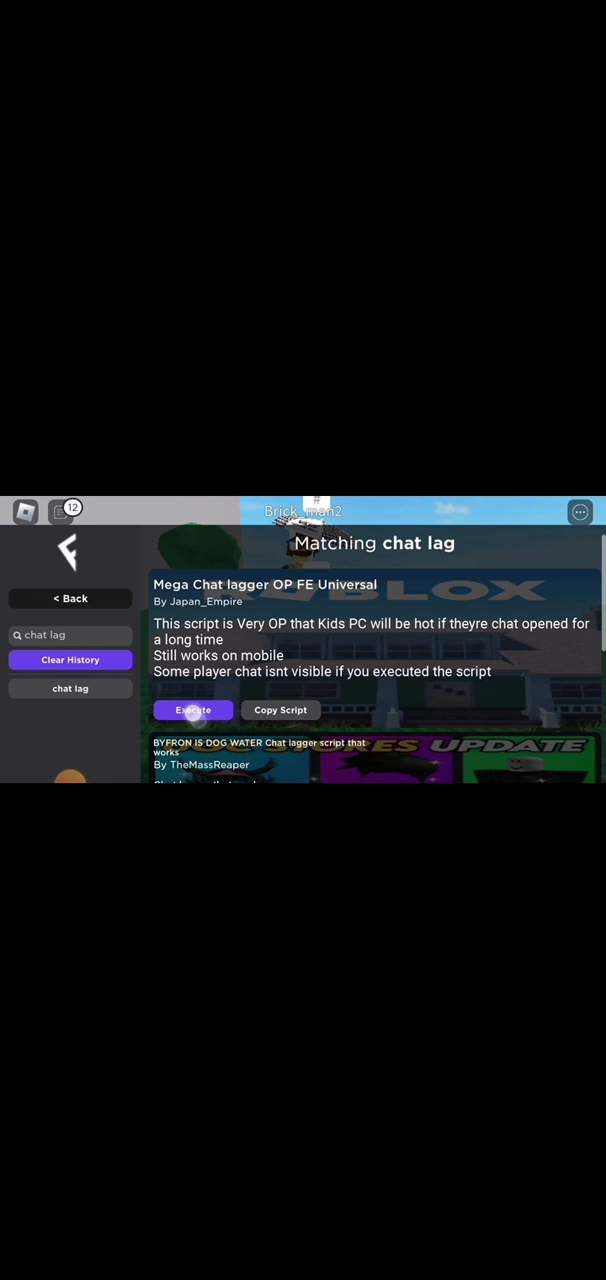 12
#
Brick_man2
Matching chat lag
< Back
chat lag
Clear History
chat lag
ROBLOX
Mega Chat lagger OP FE Universal
By Japan_Empire
This script is Very OP that Kids PC will be hot if theyre chat opened for
a long time
Still works on mobile
Some player chat isnt visible if you executed the script
Execute
Copy Script
UPDATE
BYFRON IS DOG WATER Chat lagger script that
works
By TheMassReaper